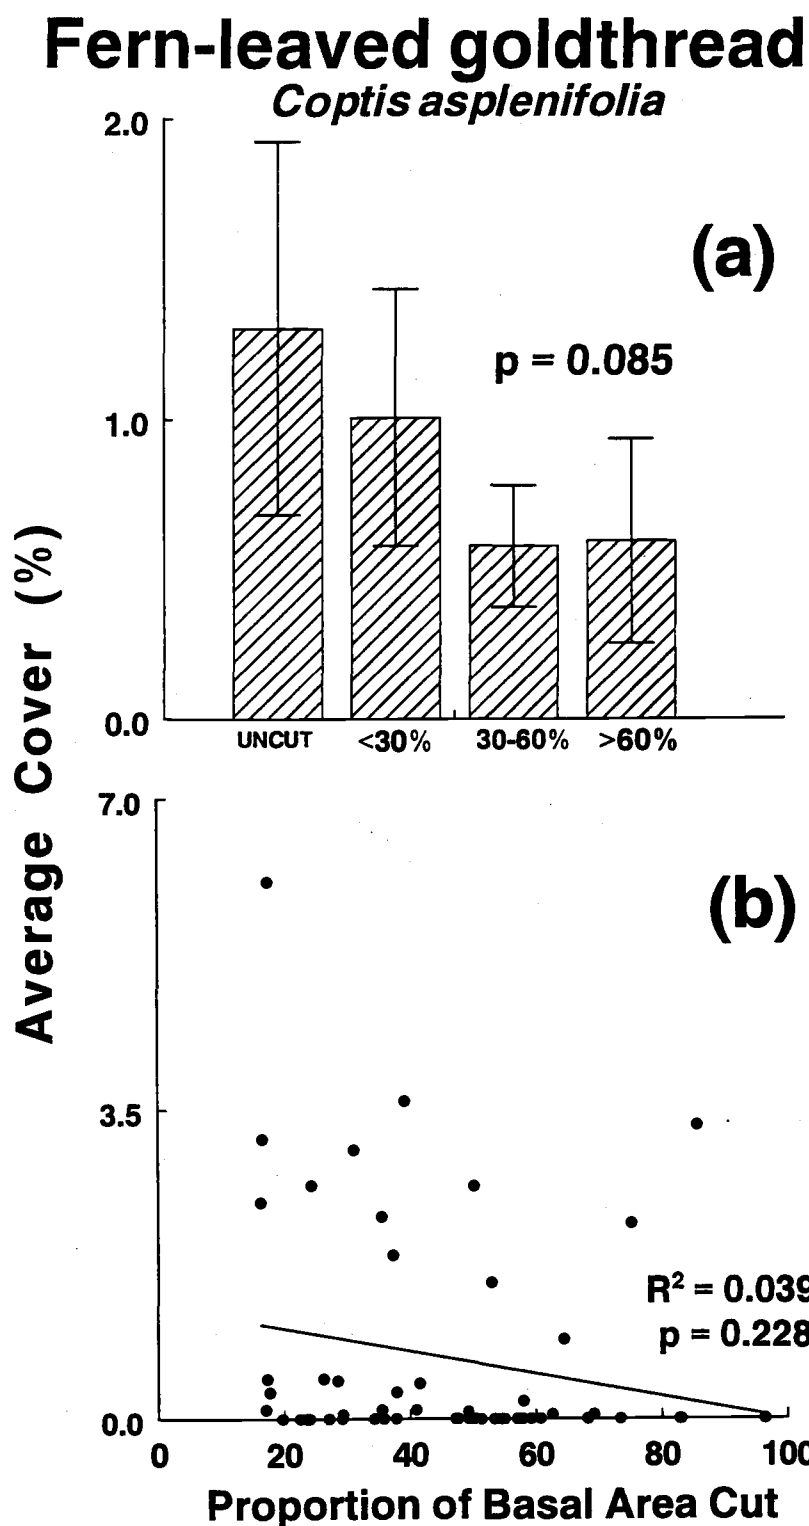 Fern-leaved goldthread
Coptis asplenifolia
2.0
(a)
p = 0.085
1.0
0.0
UNCUT <30% 30-60% >60%
Average Cover (%)
7.0
(b)
3.5
R² = 0.039
p = 0.228
0.0
0 20 40 60 80 100
Proportion of Basal Area Cut